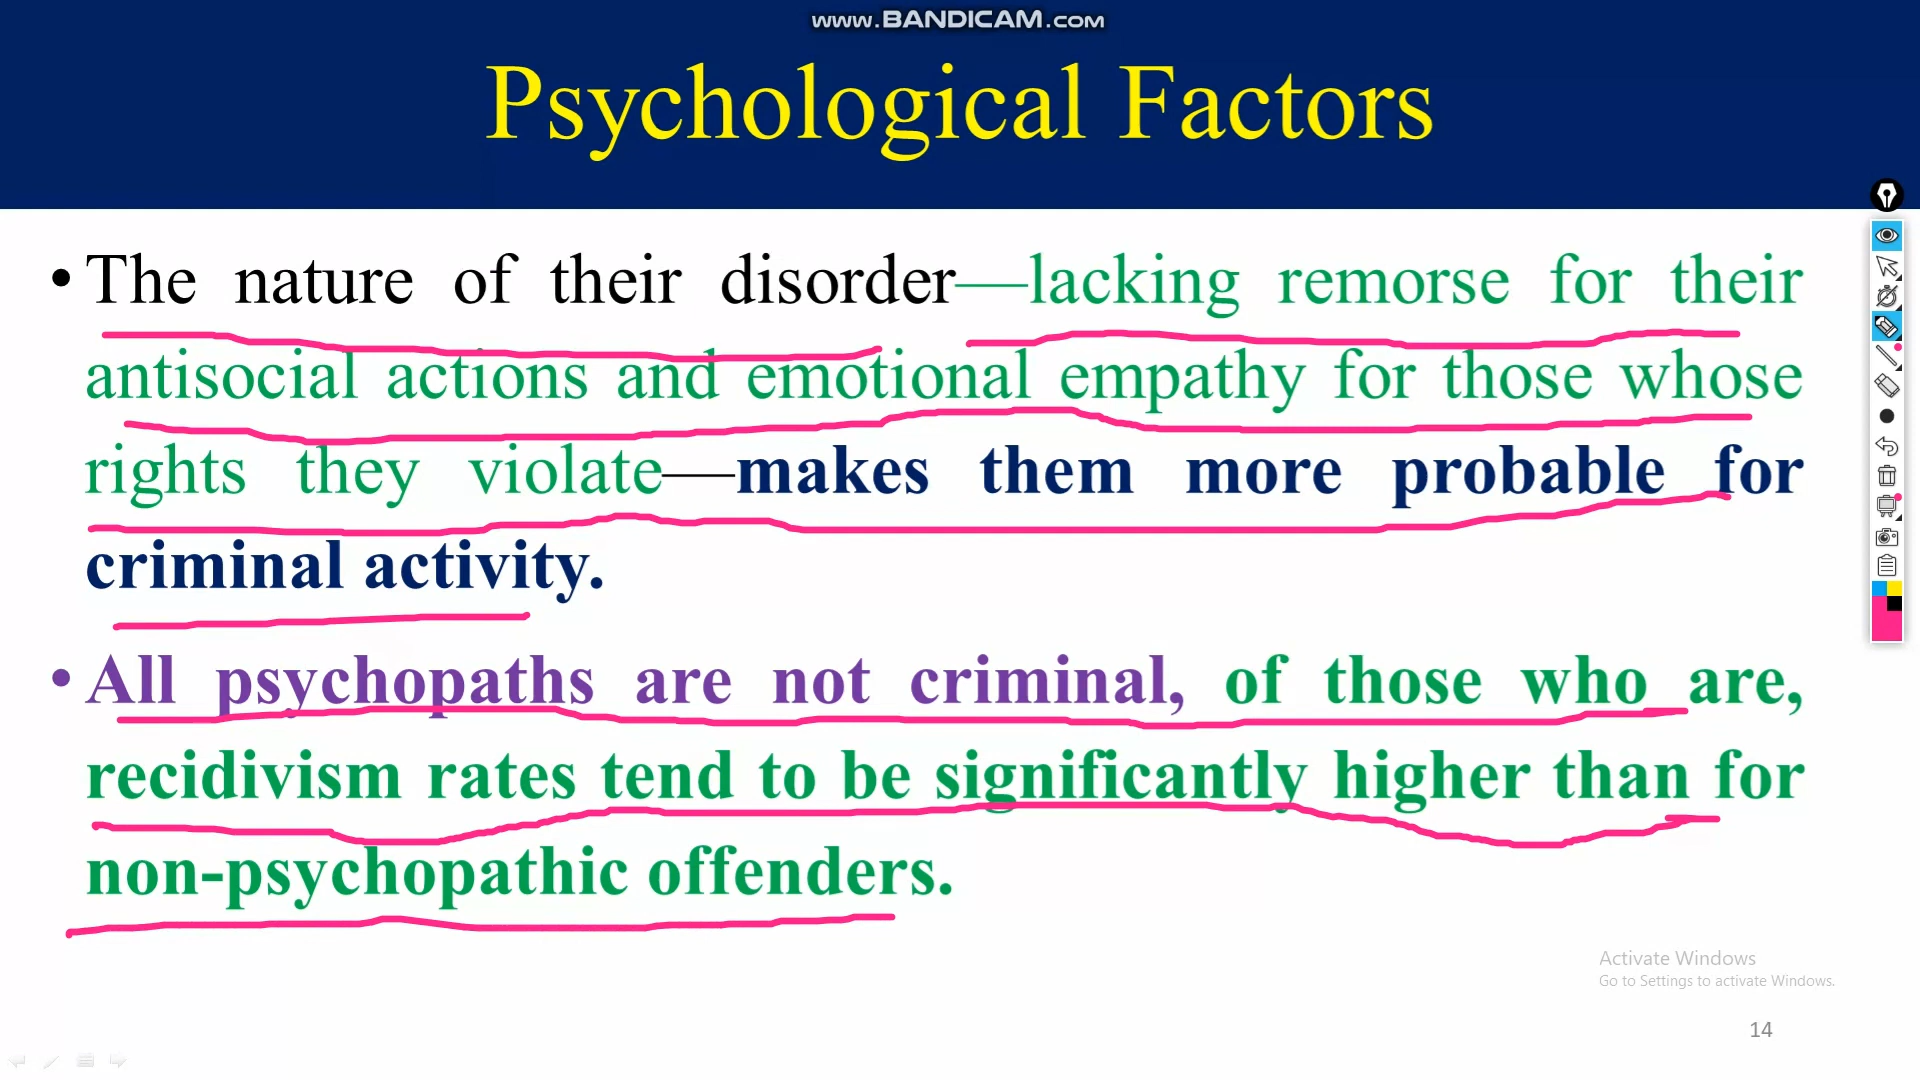 www.BANDICAM.com
Psychological Factors
• The nature of their disorder—lacking remorse for their
antisocial actions and emotional empathy for those whose
rights they violate—makes them more probable for
criminal activity.
• All psychopaths are not criminal, of those who are,
recidivism rates tend to be significantly higher than for
non-psychopathic offenders.
Activate Windows
Go to Settings to activate Windows.
14